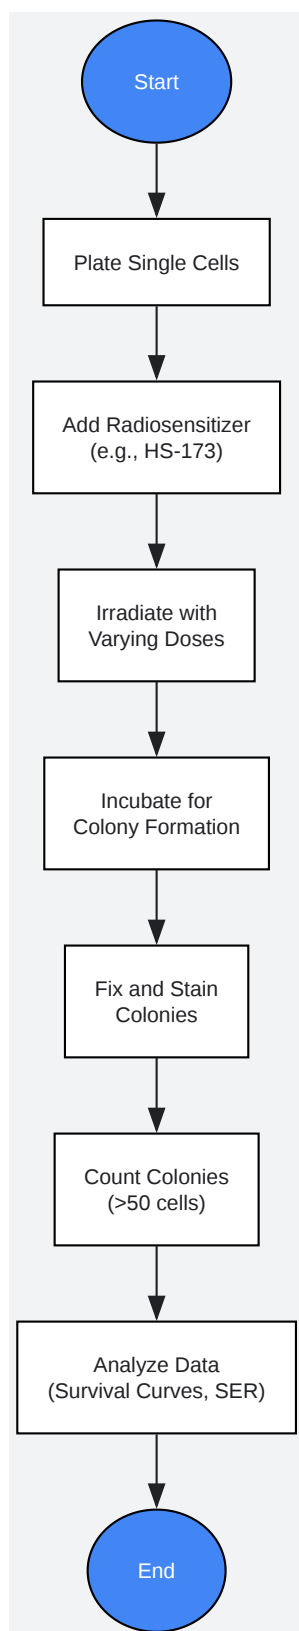 Start
Plate Single Cells
Add Radiosensitizer
(e.g., HS-173)
Irradiate with
Varying Doses
Incubate for
Colony Formation
Fix and Stain
Colonies
Count Colonies
(>50 cells)
Analyze Data
(Survival Curves, SER)
End